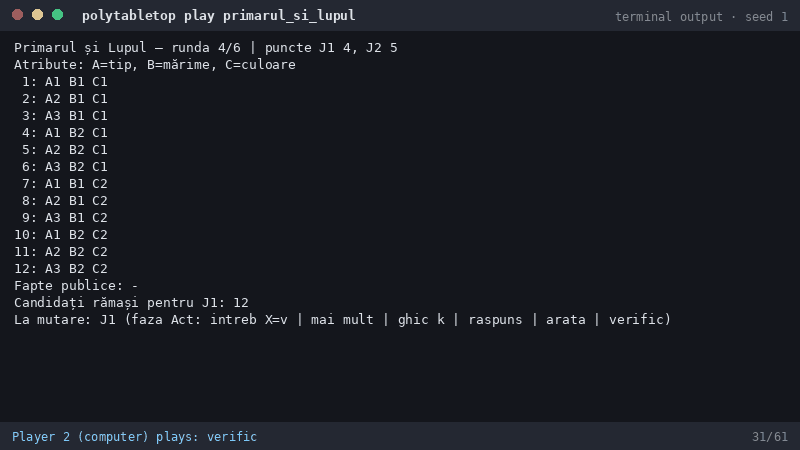 polytabletop play primarul_si_lupul
terminal output · seed 1
Primarul și Lupul — runda 4/6 | puncte J1 4, J2 5
Atribute: A=tip, B=mărime, C=culoare
1: A1 B1 C1
2: A2 B1 C1
3: A3 B1 C1
4: A1 B2 C1
5: A2 B2 C1
6: A3 B2 C1
7: A1 B1 C2
8: A2 B1 C2
9: A3 B1 C2
10: A1 B2 C2
11: A2 B2 C2
12: A3 B2 C2
Fapte publice: -
Candidați rămași pentru J1: 12
La mutare: J1 (faza Act: intreb X=v | mai mult | ghic k | raspuns | arata | verific)
Player 2 (computer) plays: verific
31/61